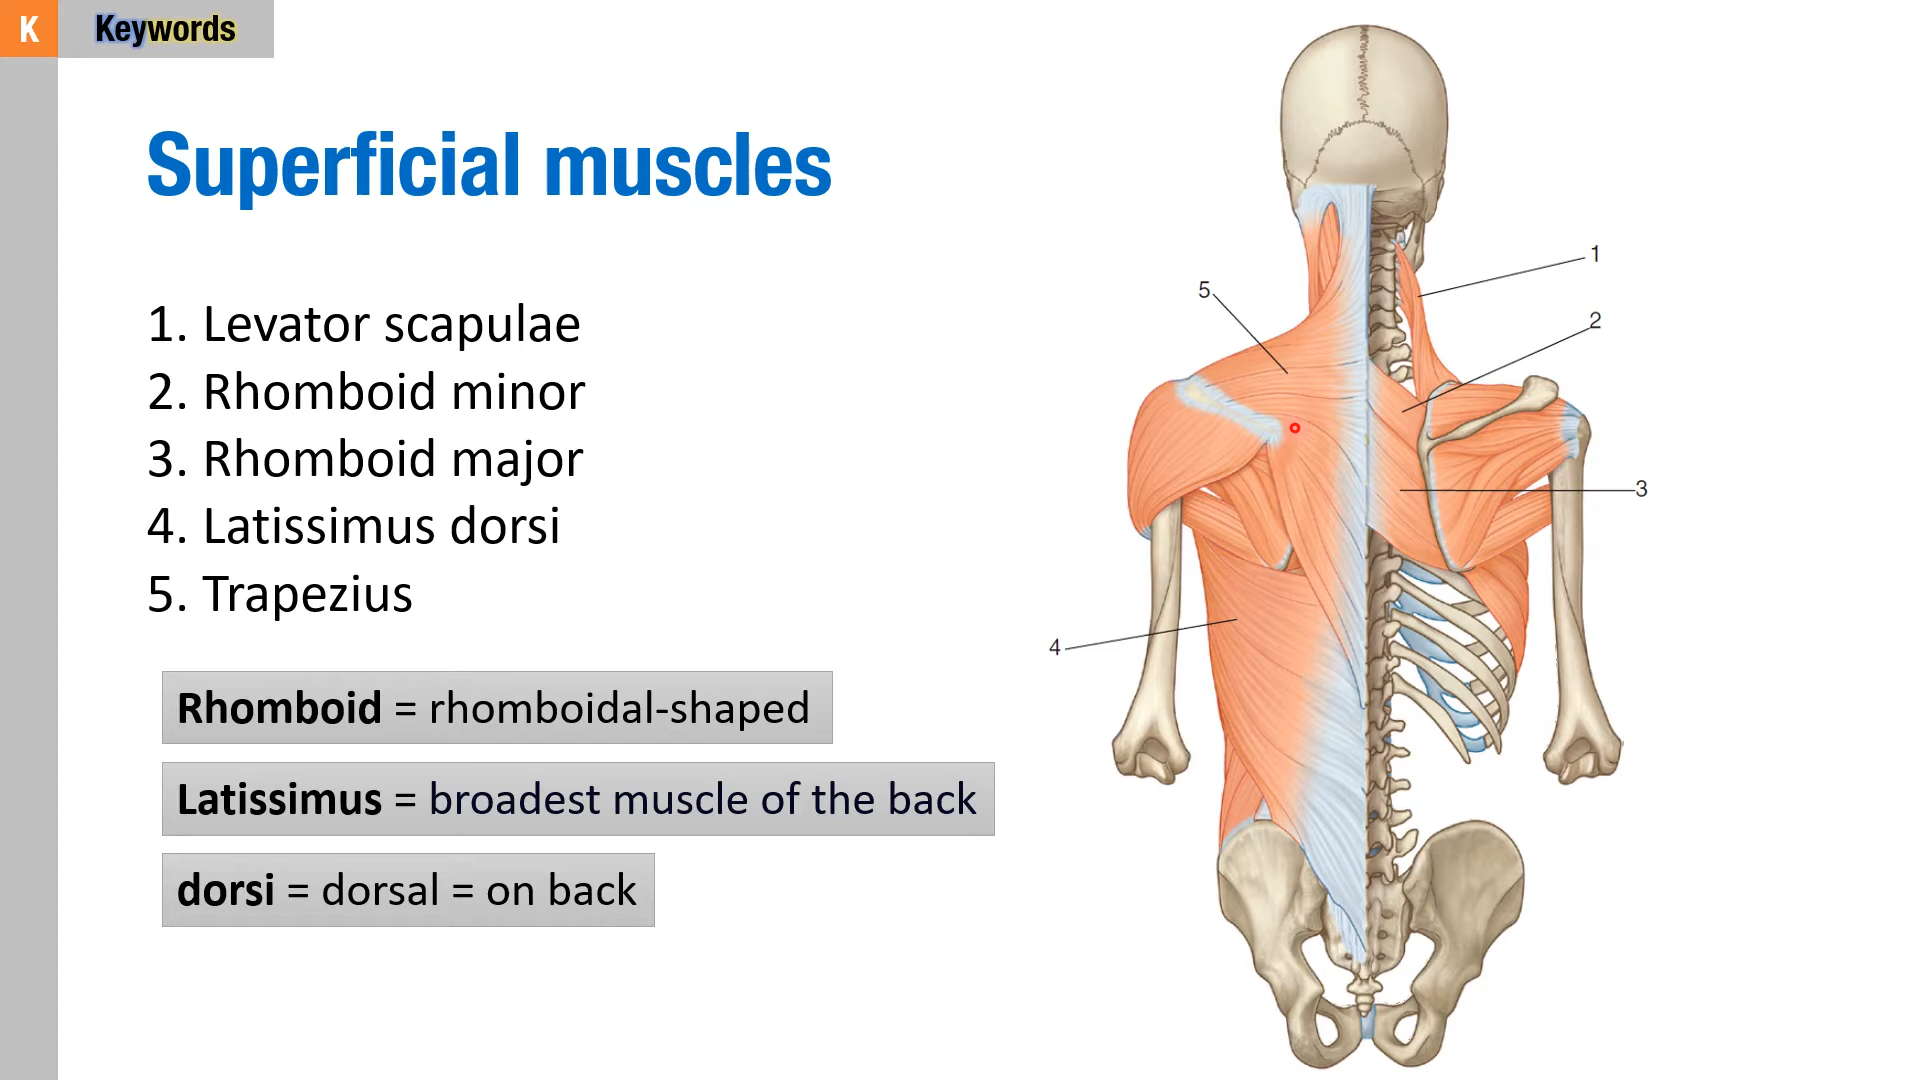 K
Keywords
Superficial muscles
1. Levator scapulae
2. Rhomboid minor
3. Rhomboid major
4. Latissimus dorsi
5. Trapezius
Rhomboid = rhomboidal-shaped
Latissimus = broadest muscle of the back
dorsi = dorsal = on back
1
5
2
3
4